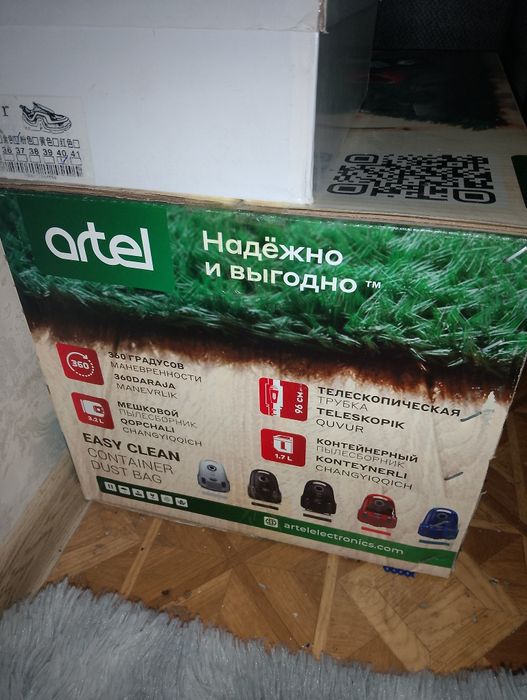 r
36 37 38 39 40 41
artel
Надёжно
и выгодно ™
360
360 ГРАДУСОВ
МАНЕВРЕННОСТИ
360DARAJA
MANEVRLIK
3.2 L
МЕШКОВОЙ
ПЫЛЕСБОРНИК
QOPCHALI
CHANGYIQQICH
EASY CLEAN
CONTAINER
DUST BAG
96 СМ
ТЕЛЕСКОПИЧЕСКАЯ
ТРУБКА
TELESKOPIK
QUVUR
1.7 L
КОНТЕЙНЕРНЫЙ
ПЫЛЕСБОРНИК
KONTEYNERLI
CHANGYIQQICH
artelelectronics.com